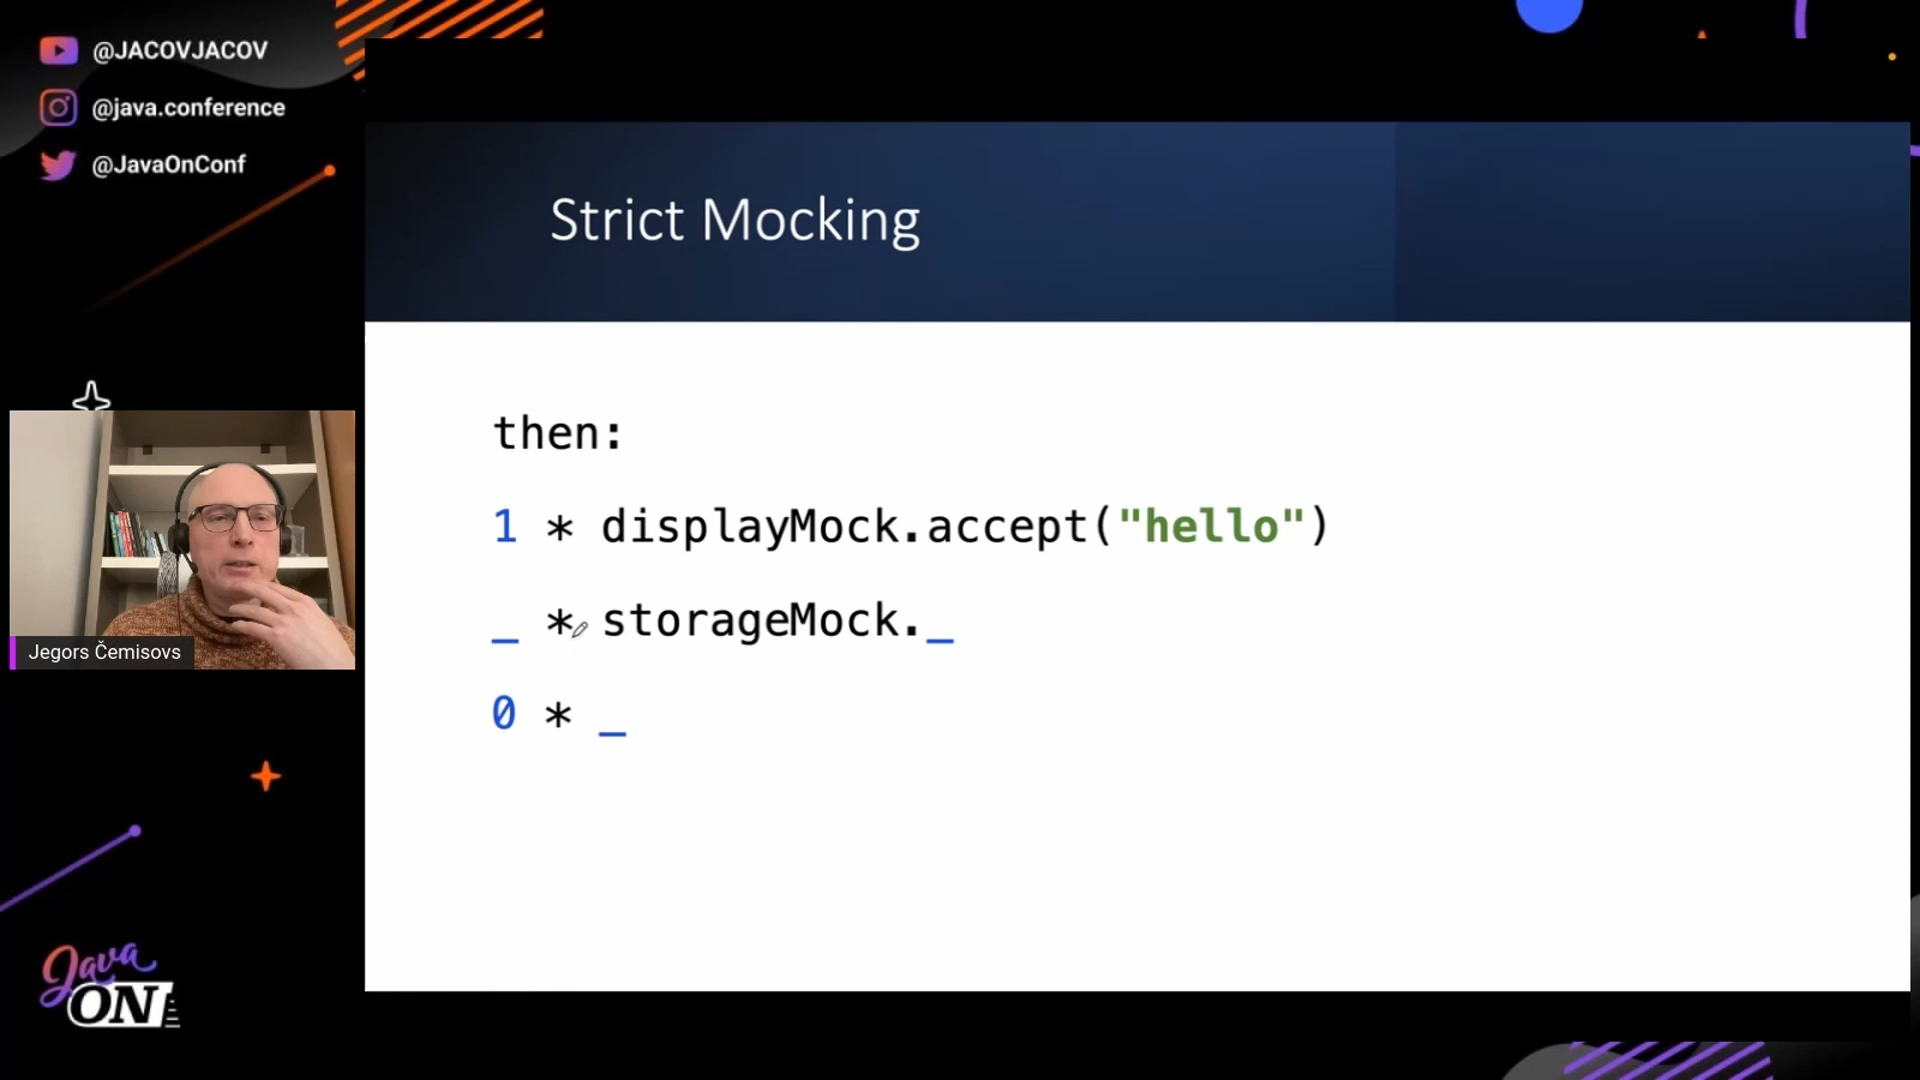 @JACOVJACOV
@java.conference
@JavaOnConf
Strict Mocking
then:
1 * displayMock.accept("hello")
_ * storageMock._
0 * _
Jegors Čemisovs
Java
ON